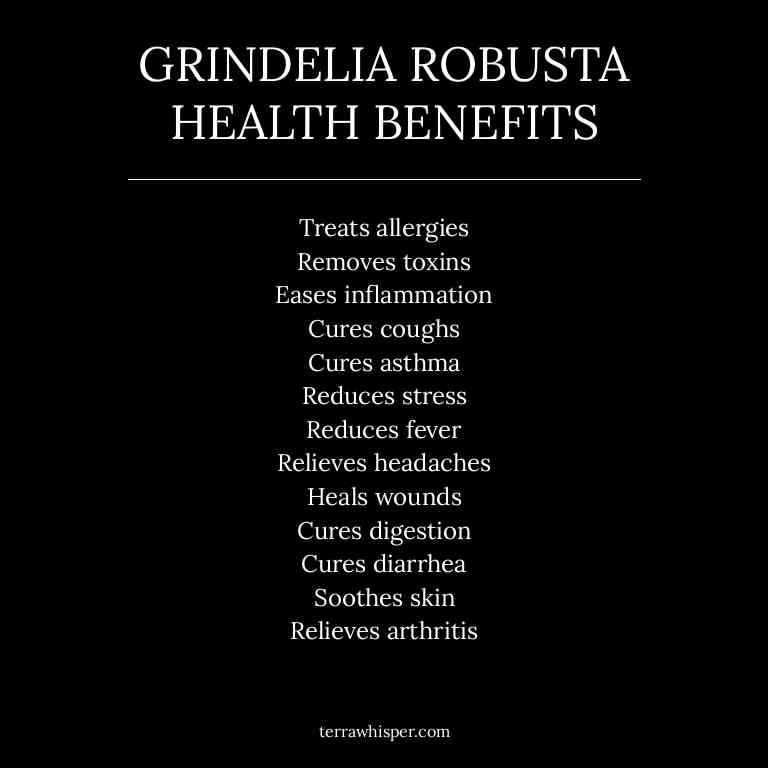 GRINDELIA ROBUSTA
HEALTH BENEFITS
Treats allergies
Removes toxins
Eases inflammation
Cures coughs
Cures asthma
Reduces stress
Reduces fever
Relieves headaches
Heals wounds
Cures digestion
Cures diarrhea
Soothes skin
Relieves arthritis
terrawhisper.com